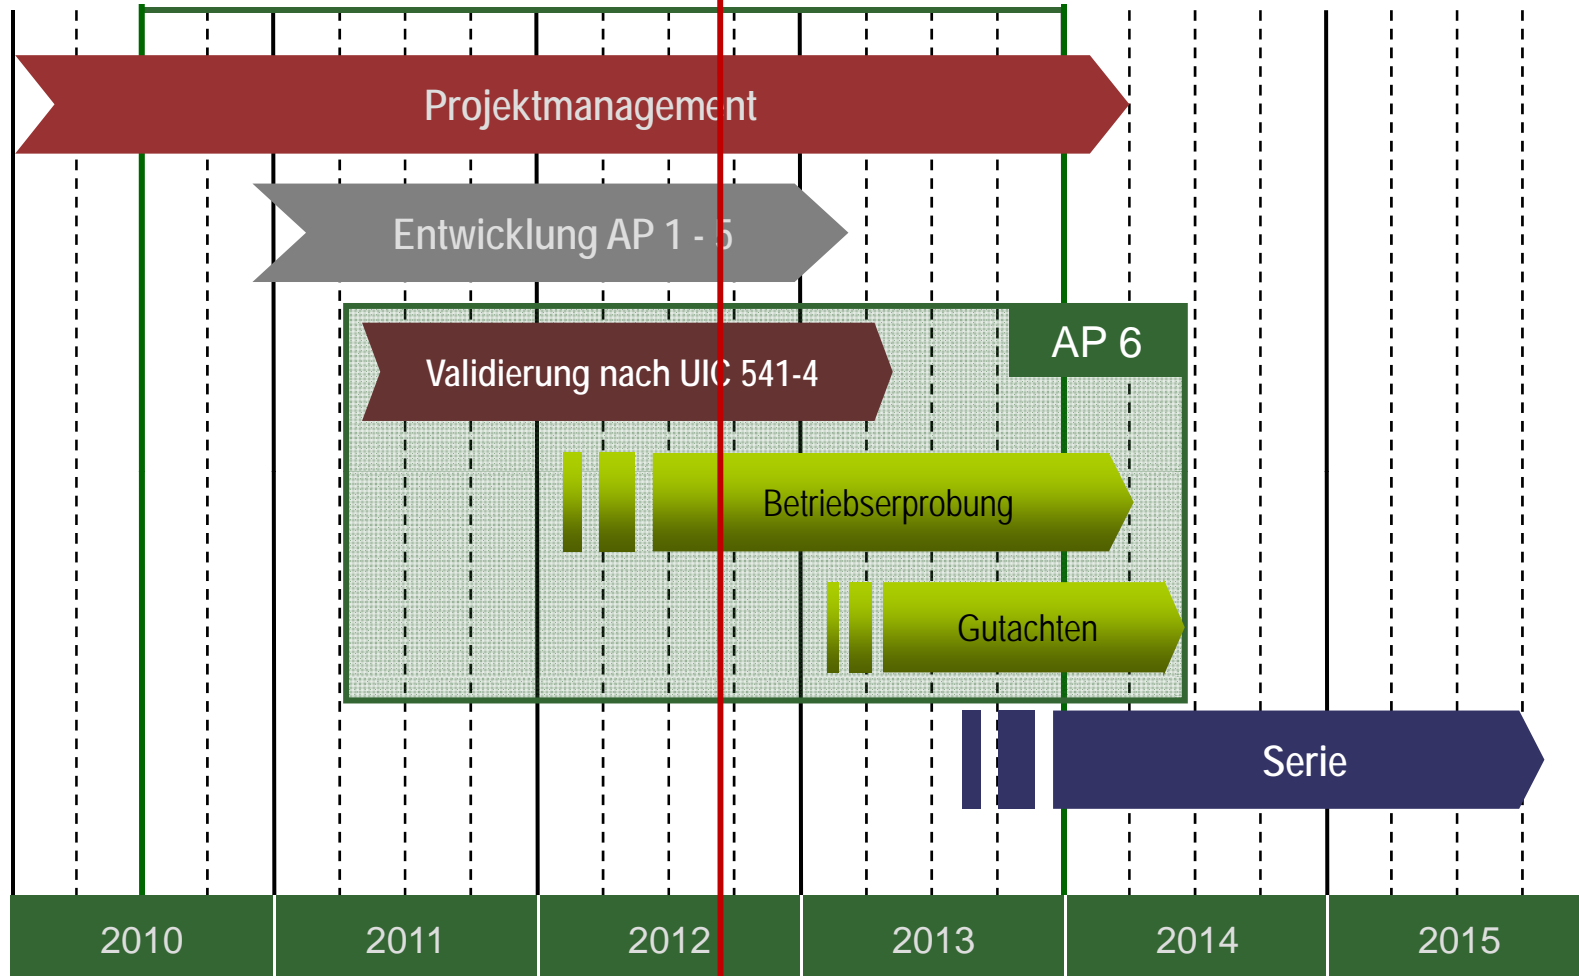 Projektmanagement
Entwicklung AP 1 - 5
AP 6
Validierung nach UIC 541-4
Betriebserprobung
Gutachten
Serie
2010 2011 2012 2013 2014 2015